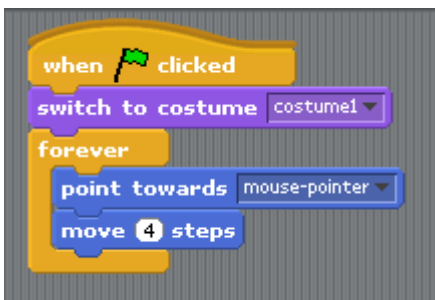 when clicked
switch to costume costume1
forever
point towards mouse-pointer
move 4 steps